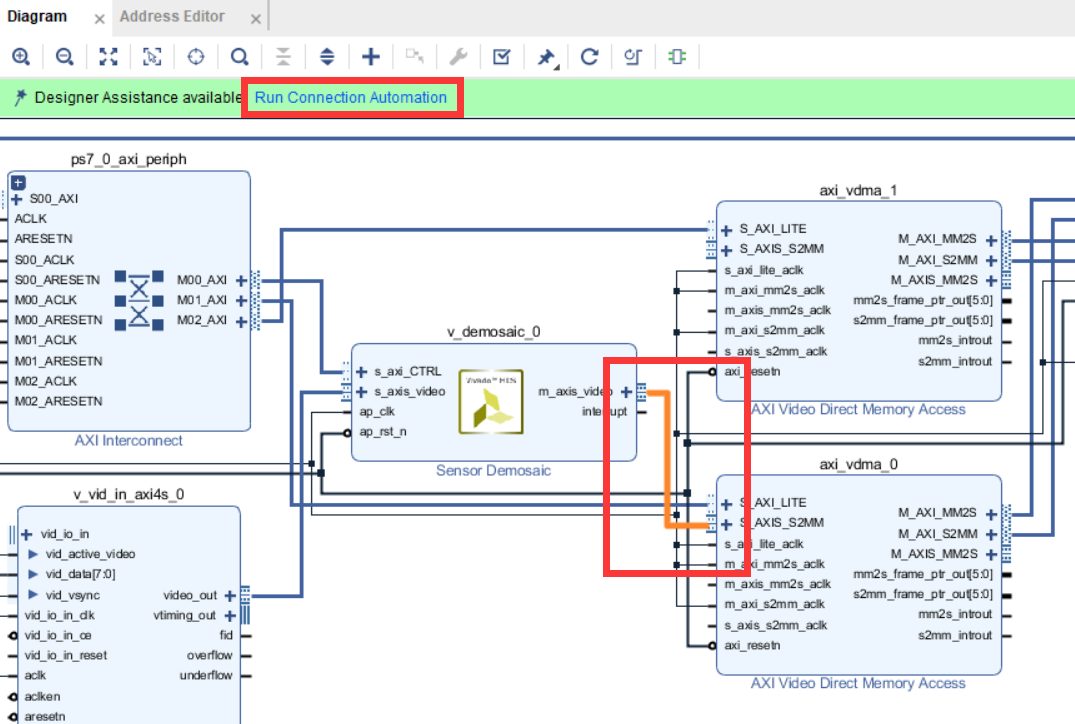 Diagram × Address Editor ×
Designer Assistance available Run Connection Automation
ps7_0_axi_periph
S00_AXI
ACLK
ARESETN
S00_ACLK
S00_ARESETN
M00_ACLK
M00_ARESETN
M01_ACLK
M01_ARESETN
M02_ACLK
M02_ARESETN
M00_AXI
M01_AXI
M02_AXI
AXI Interconnect
v_demosaic_0
s_axi_CTRL
s_axis_video
ap_clk
ap_rst_n
Vivado™ HLS
m_axis_video
interrupt
Sensor Demosaic
axi_vdma_1
S_AXI_LITE
S_AXIS_S2MM
s_axi_lite_aclk
m_axi_mm2s_aclk
m_axis_mm2s_aclk
m_axi_s2mm_aclk
s_axis_s2mm_aclk
axi_resetn
M_AXI_MM2S
M_AXI_S2MM
M_AXIS_MM2S
mm2s_frame_ptr_out[5:0]
s2mm_frame_ptr_out[5:0]
mm2s_introut
s2mm_introut
AXI Video Direct Memory Access
v_vid_in_axi4s_0
vid_io_in
vid_active_video
vid_data[7:0]
vid_vsync
vid_io_in_clk
vid_io_in_ce
vid_io_in_reset
aclk
aclken
aresetn
video_out
vtiming_out
fid
overflow
underflow
axi_vdma_0
S_AXI_LITE
S_AXIS_S2MM
s_axi_lite_aclk
m_axi_mm2s_aclk
m_axis_mm2s_aclk
m_axi_s2mm_aclk
s_axis_s2mm_aclk
axi_resetn
M_AXI_MM2S
M_AXI_S2MM
M_AXIS_MM2S
mm2s_frame_ptr_out[5:0]
s2mm_frame_ptr_out[5:0]
mm2s_introut
s2mm_introut
AXI Video Direct Memory Access